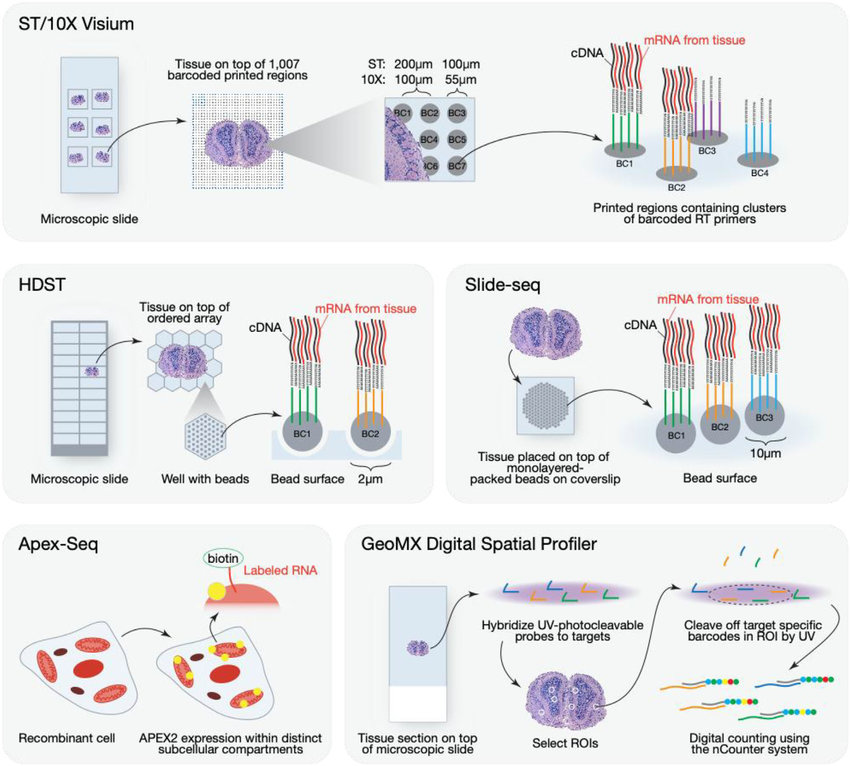 ST/10X Visium
Tissue on top of 1,007
barcoded printed regions
ST: 200µm 100µm
10X: 100µm 55µm
cDNA
mRNA from tissue
BC1 BC2 BC3
BC4 BC5
BC6 BC7
BC1
BC2
BC3
BC4
Microscopic slide
Printed regions containing clusters
of barcoded RT primers
HDST
Tissue on top of
ordered array
mRNA from tissue
cDNA
BC1
BC2
Microscopic slide
Well with beads
Bead surface
2µm
Slide-seq
mRNA from tissue
cDNA
BC1
BC2
BC3
10µm
Tissue placed on top of
monolayered-
packed beads on coverslip
Bead surface
Apex-Seq
biotin
Labeled RNA
Recombinant cell
APEX2 expression within distinct
subcellular compartments
GeoMX Digital Spatial Profiler
Hybridize UV-photocleavable
probes to targets
Cleave off target specific
barcodes in ROI by UV
Tissue section on top
of microscopic slide
Select ROIs
Digital counting using
the nCounter system